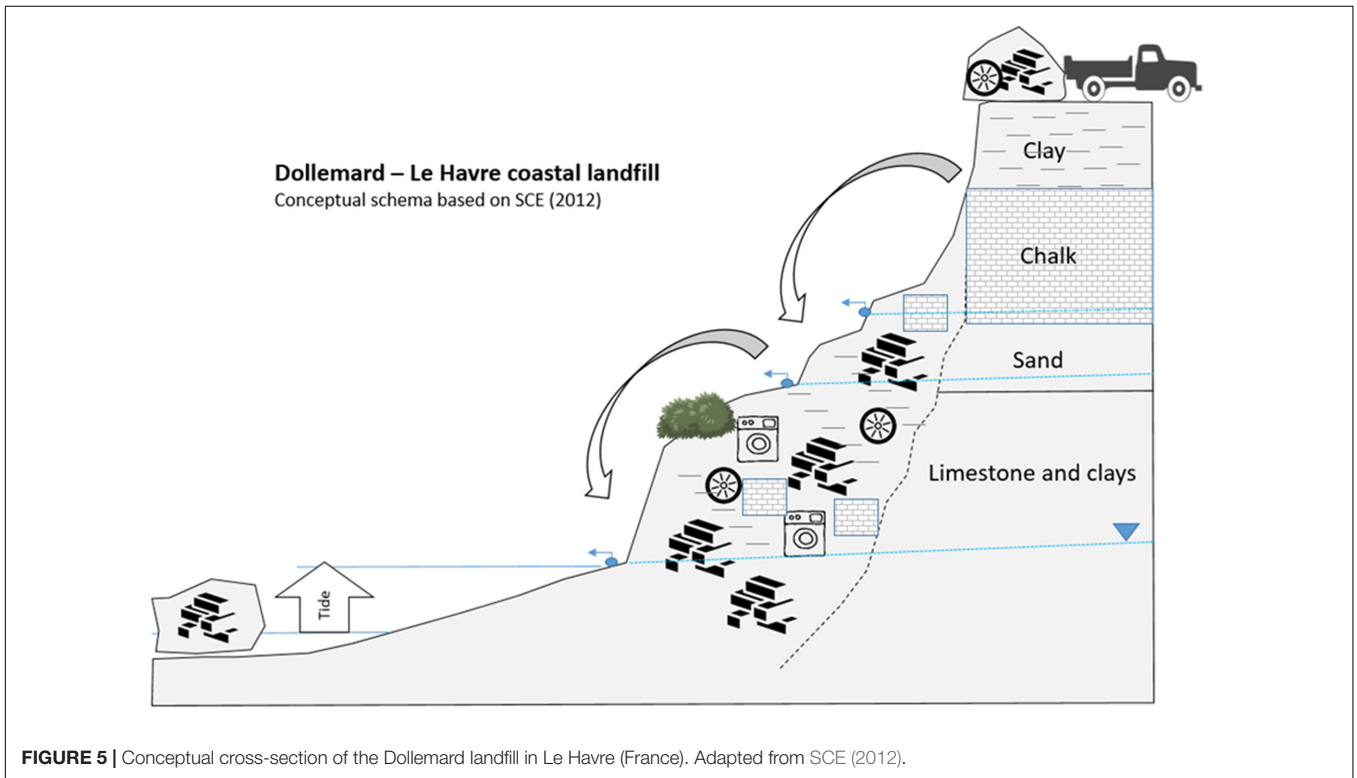 Dollemard – Le Havre coastal landfill
Conceptual schema based on SCE (2012)
Clay
Chalk
Sand
Limestone and clays
Tide
FIGURE 5 | Conceptual cross-section of the Dollemard landfill in Le Havre (France). Adapted from SCE (2012).